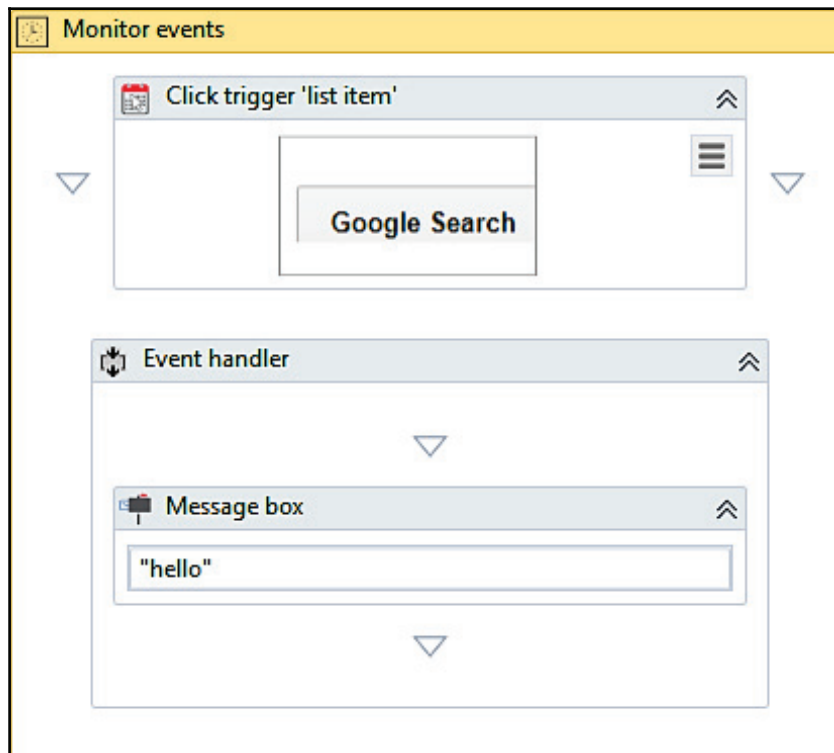 Monitor events
Click trigger 'list item'
Google Search
Event handler
Message box
"hello"